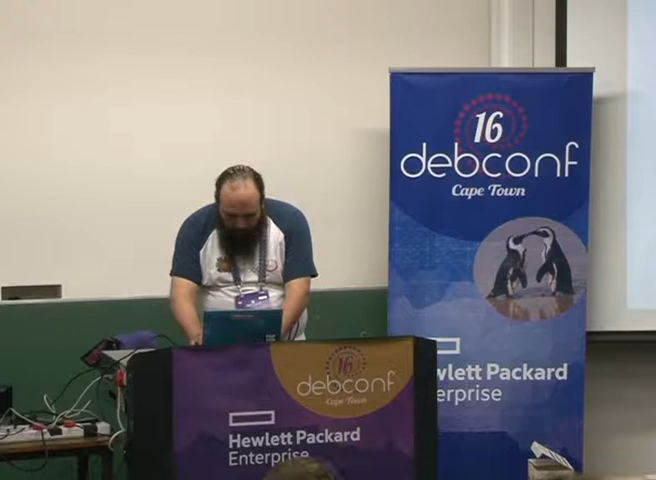 16
debconf
Cape Town
Hewlett Packard
Enterprise
16
debconf
Cape Town
Hewlett Packard
Enterprise